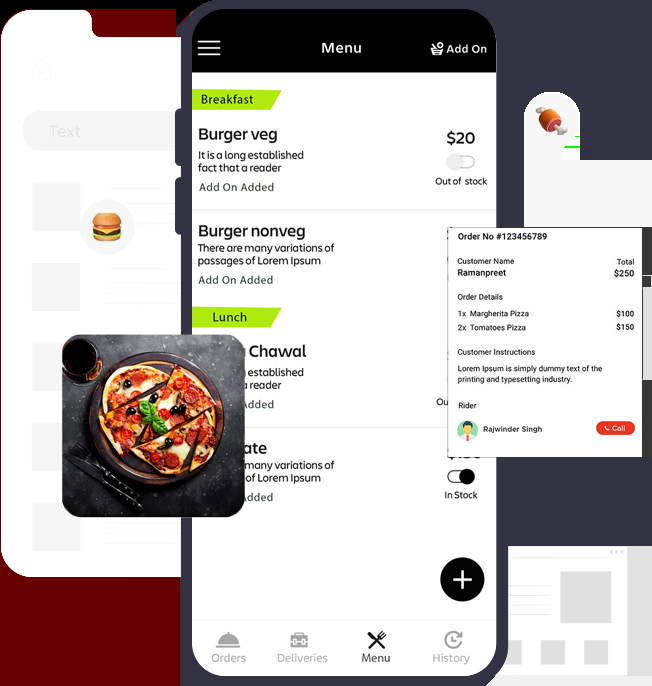 Menu
Add On
Text
Breakfast
Burger veg
$20
It is a long established
fact that a reader
Out of stock
Add On Added
Burger nonveg
There are many variations of
passages of Lorem Ipsum
Add On Added
Lunch
Chawal
established
a reader
Added
many variations of
of Lorem Ipsum
Added
In Stock
Order No #123456789
Customer Name
Total
Ramanpreet
$250
Order Details
1x Margherita Pizza
$100
2x Tomatoes Pizza
$150
Customer Instructions
Lorem Ipsum is simply dummy text of the
printing and typesetting industry.
Rider
Rajwinder Singh
Call
Orders
Deliveries
Menu
History